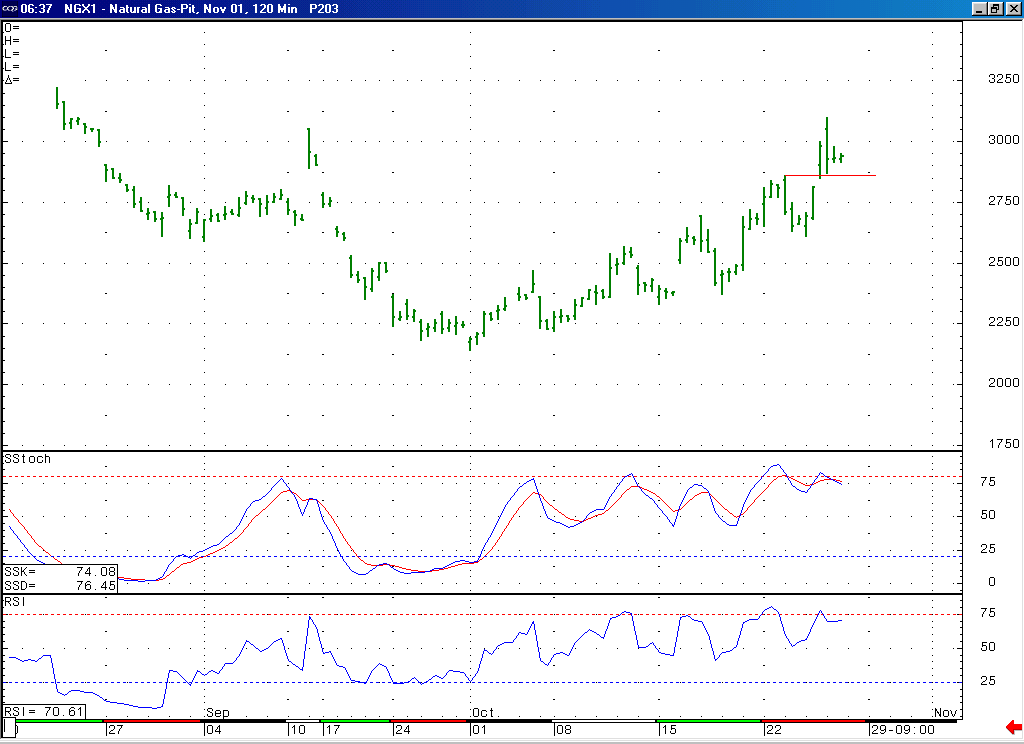 06:37 NGX1 - Natural Gas-Pit, Nov 01, 120 Min P203
O=
H=
L=
L=
Δ=
3250
3000
2750
2500
2250
2000
1750
SStoch
75
50
25
0
SSK= 74.08
SSD= 76.45
RSI
75
50
25
RSI= 70.61
Sep Oct. Nov
27 04 10 17 24 01 08 15 22 29-09:00